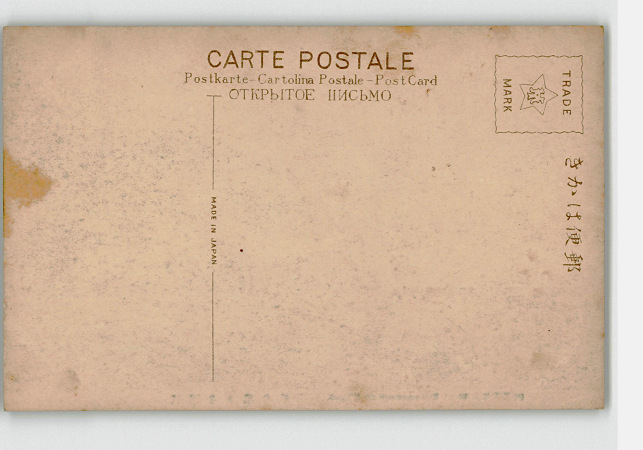 CARTE POSTALE
Postkarte-Cartolina Postale-Post Card
ОТКРЫТОЕ ПИСЬМО
TRADE
MARK
MADE IN JAPAN
きかは便郵